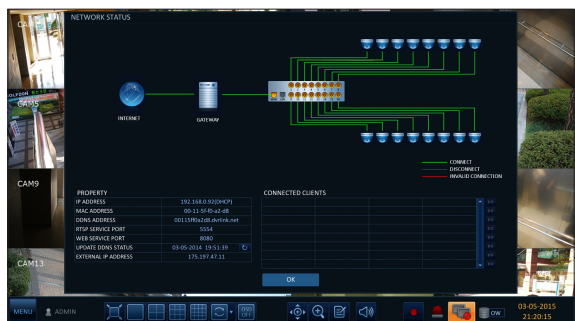 NETWORK STATUS
CAM5
CAM9
CAM13
INTERNET
GATEWAY
CONNECT
DISCONNECT
INVALID CONNECTION
PROPERTY
CONNECTED CLIENTS
IP ADDRESS 192.168.0.92(DHCP)
MAC ADDRESS 00-11-5f-f0-a2-d8
DDNS ADDRESS 00115ff0a2d8.dvrlink.net
RTSP SERVICE PORT 5554
WEB SERVICE PORT 8080
UPDATE DDNS STATUS 03-05-2014 19:51:39
EXTERNAL IP ADDRESS 175.197.47.11
OK
MENU ADMIN
OSD
OFF
OW
03-05-2015
21:20:15